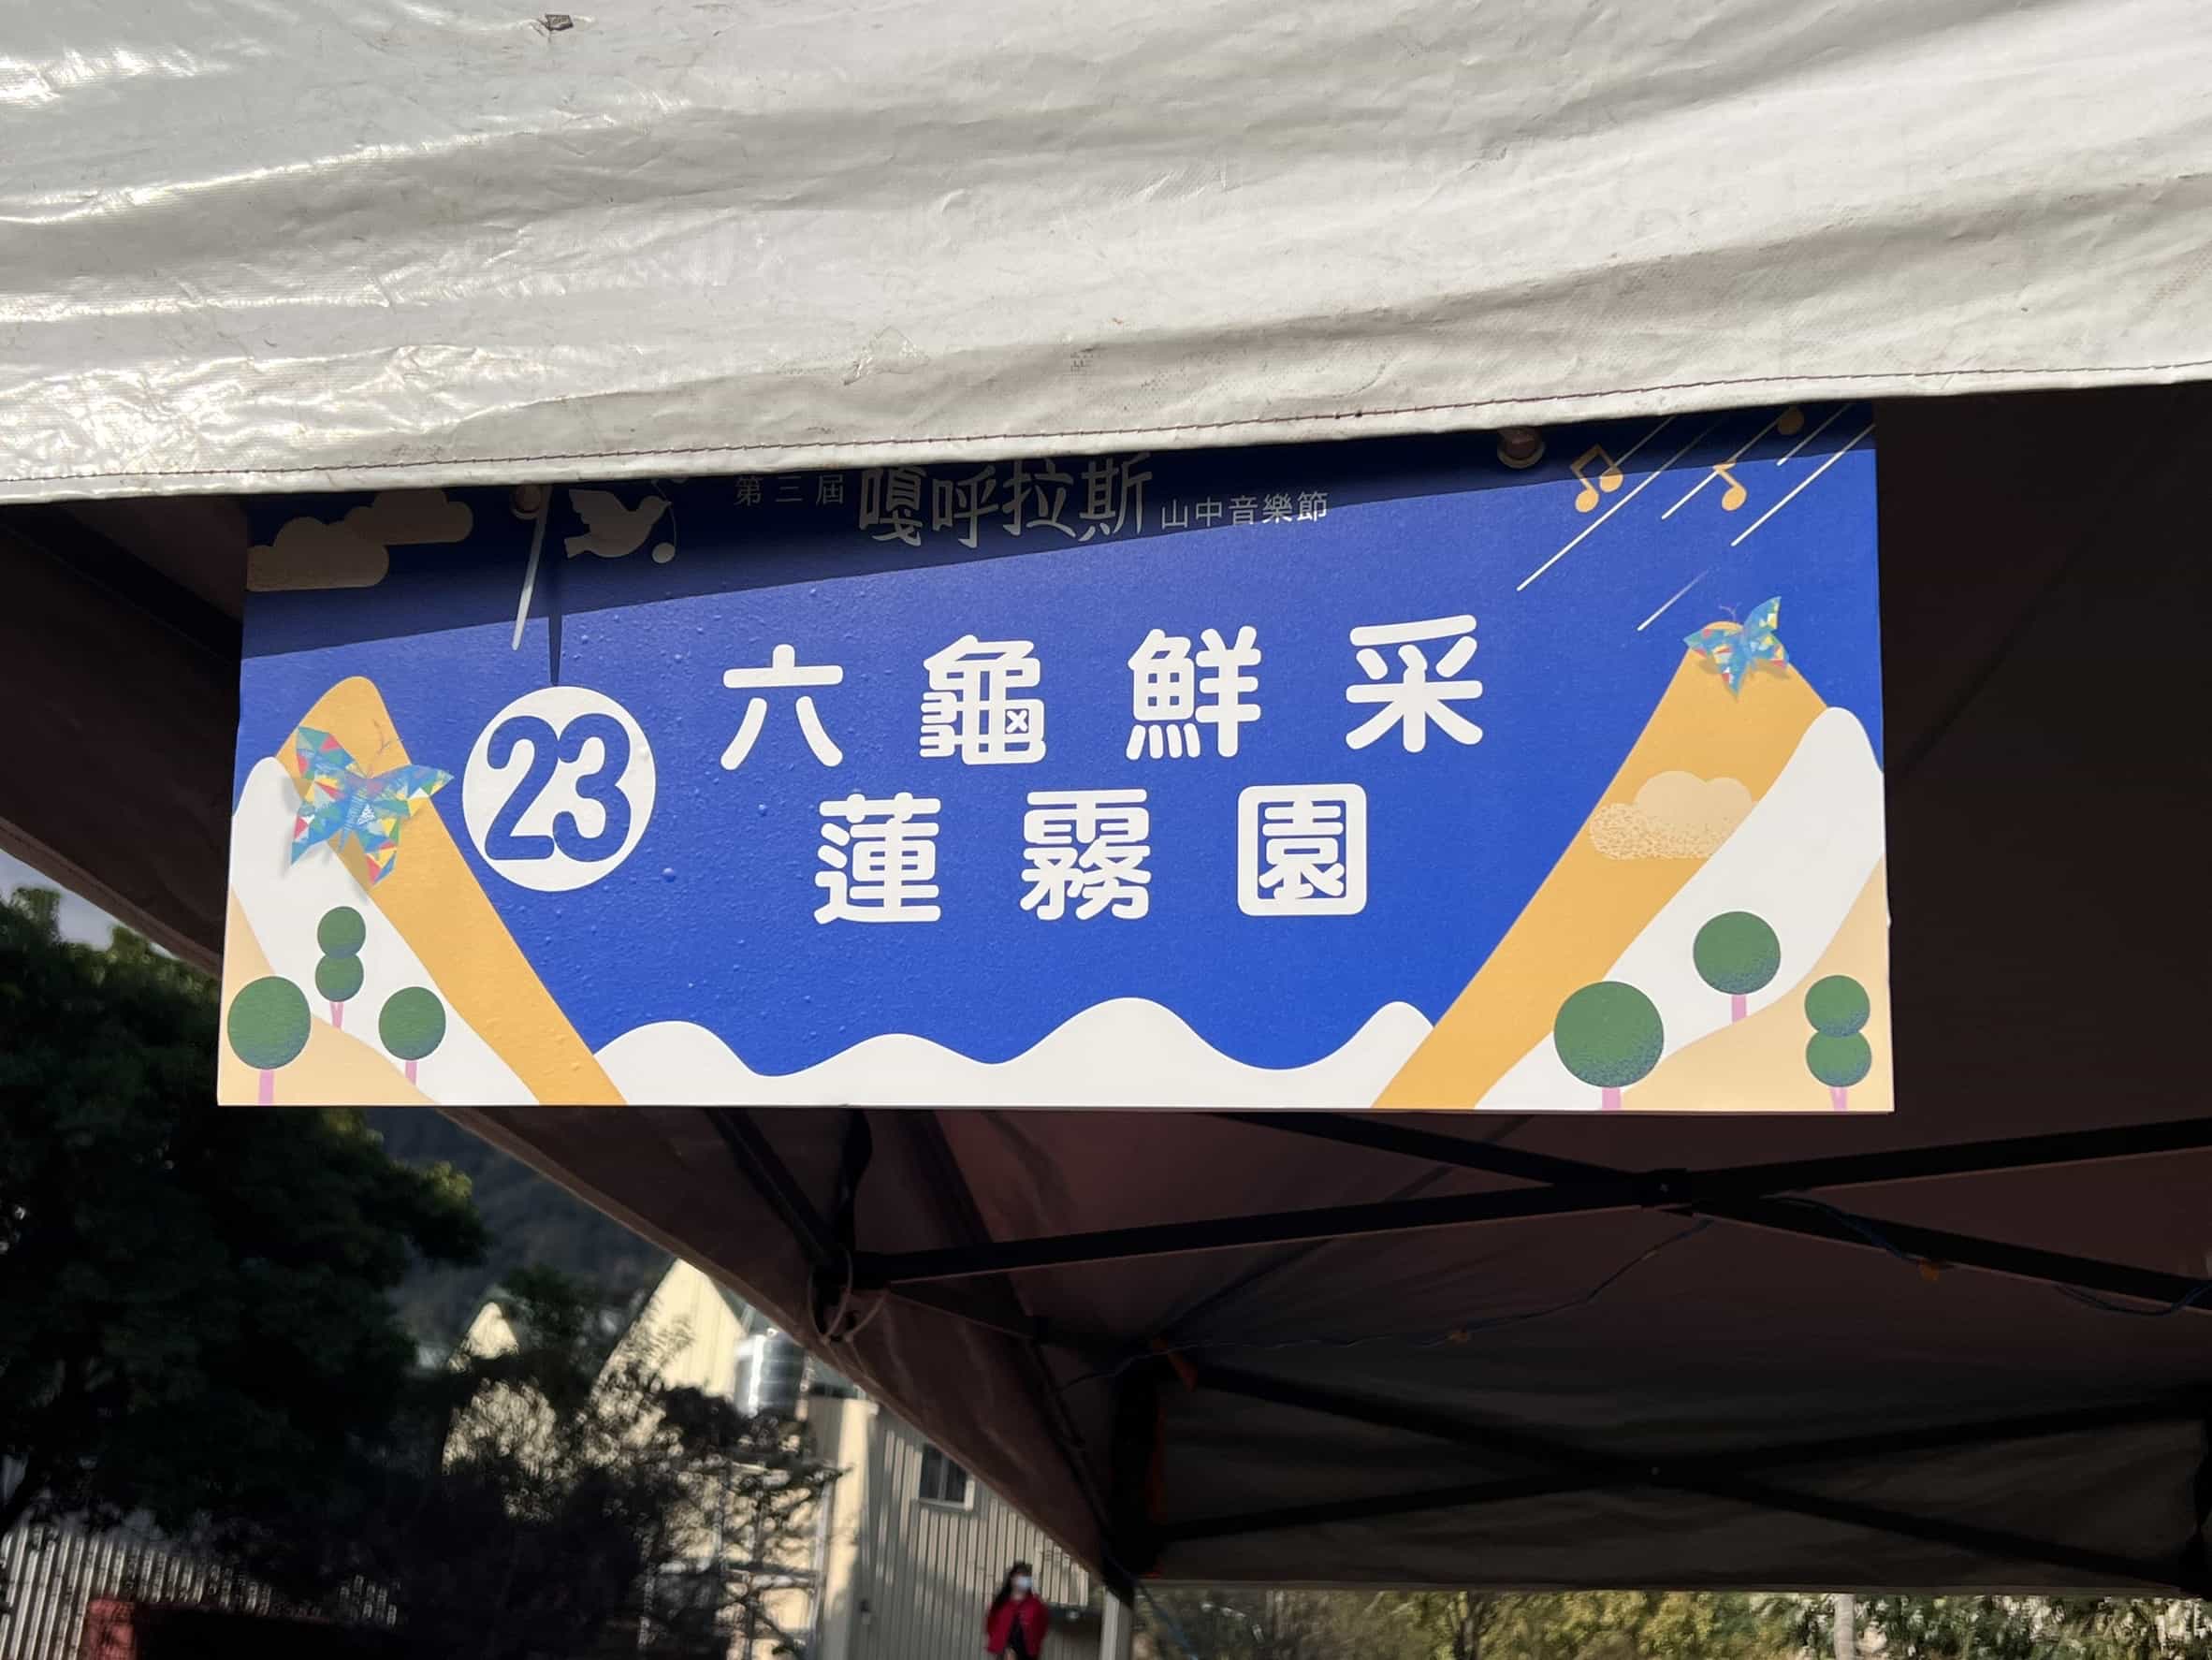 第三屆 嘎呼拉斯 山中音樂節
23
六龜鮮采
蓮霧園